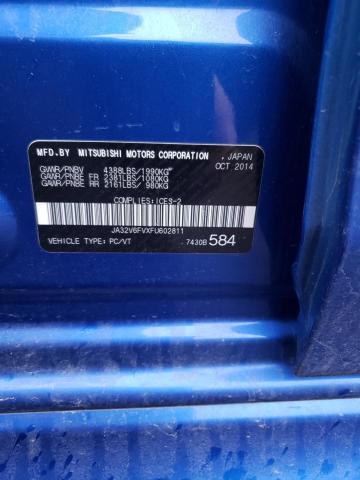 MFD.BY MITSUBISHI MOTORS CORPORATION , JAPAN
OCT 2014
GVWR/PNBV 4388LBS/1990KG
GAWR/PNBE FR 2381LBS/1080KG
GAWR/PNBE RR 2161LBS/ 980KG
COMPLIES:ICES-2
JA32V6FVXFU602811
VEHICLE TYPE: PC/VT 7430B 584